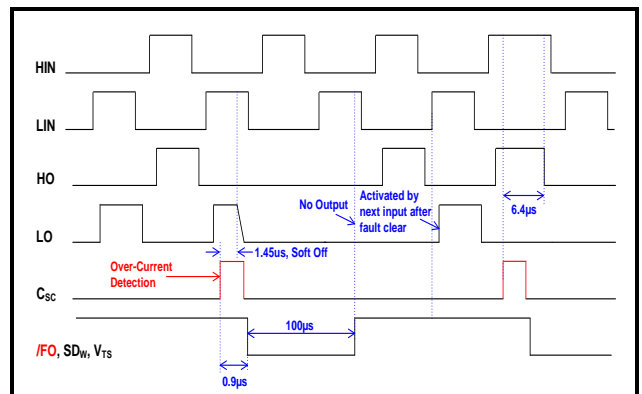 HIN
LIN
HO
No Output
Activated by
next input after
fault clear
6.4µs
LO
1.45us, Soft Off
Over-Current
Detection
CSC
100µs
/FO, SDW, VTS
0.9µs